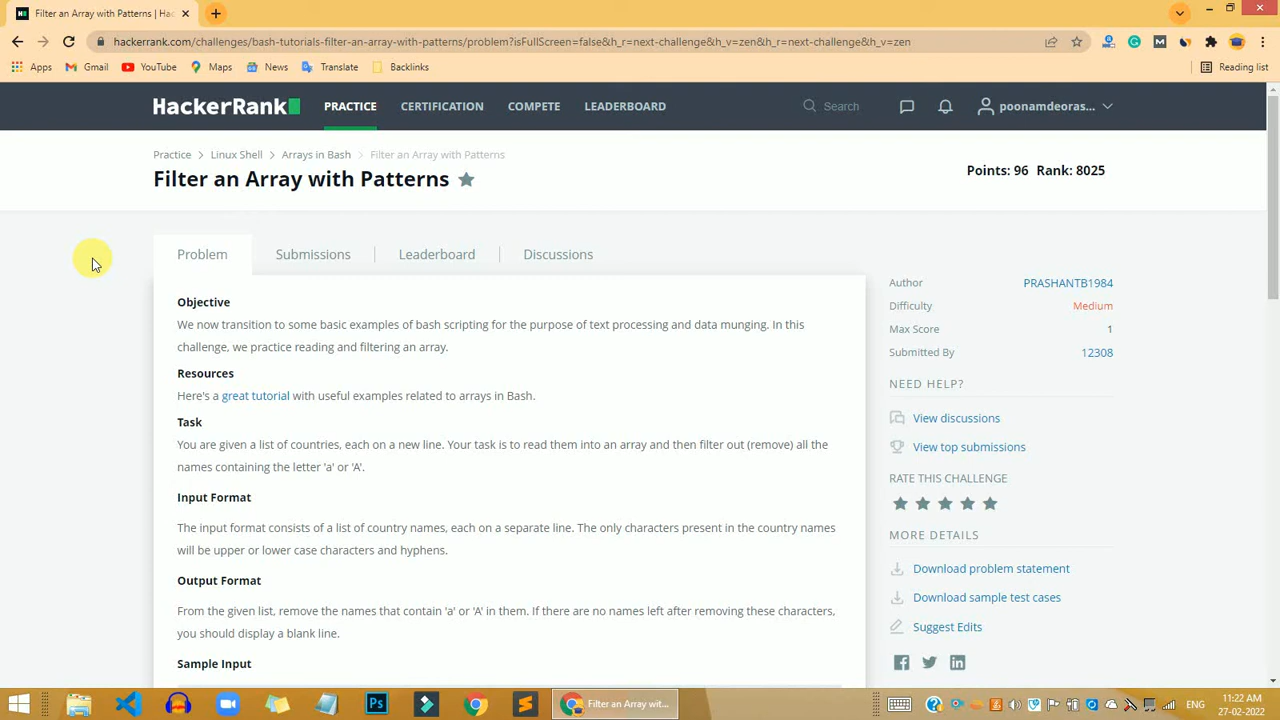 Filter an Array with Patterns | Ha
hackerrank.com/challenges/bash-tutorials-filter-an-array-with-patterns/problem?isFullScreen=false&h_r=next-challenge&h_v=zen&h_r=next-challenge&h_v=zen
Apps Gmail YouTube Maps News Translate Backlinks Reading list
HackerRank PRACTICE CERTIFICATION COMPETE LEADERBOARD Search poonamdeoras...
Practice Linux Shell Arrays in Bash Filter an Array with Patterns
Filter an Array with Patterns
Points: 96 Rank: 8025
Problem Submissions Leaderboard Discussions
Objective
We now transition to some basic examples of bash scripting for the purpose of text processing and data munging. In this
challenge, we practice reading and filtering an array.
Resources
Here's a great tutorial with useful examples related to arrays in Bash.
Task
You are given a list of countries, each on a new line. Your task is to read them into an array and then filter out (remove) all the
names containing the letter 'a' or 'A'.
Input Format
The input format consists of a list of country names, each on a separate line. The only characters present in the country names
will be upper or lower case characters and hyphens.
Output Format
From the given list, remove the names that contain 'a' or 'A' in them. If there are no names left after removing these characters,
you should display a blank line.
Sample Input
Author PRASHANTB1984
Difficulty Medium
Max Score 1
Submitted By 12308
NEED HELP?
View discussions
View top submissions
RATE THIS CHALLENGE
MORE DETAILS
Download problem statement
Download sample test cases
Suggest Edits
Filter an Array wit...
ENG
11:22 AM
27-02-2022